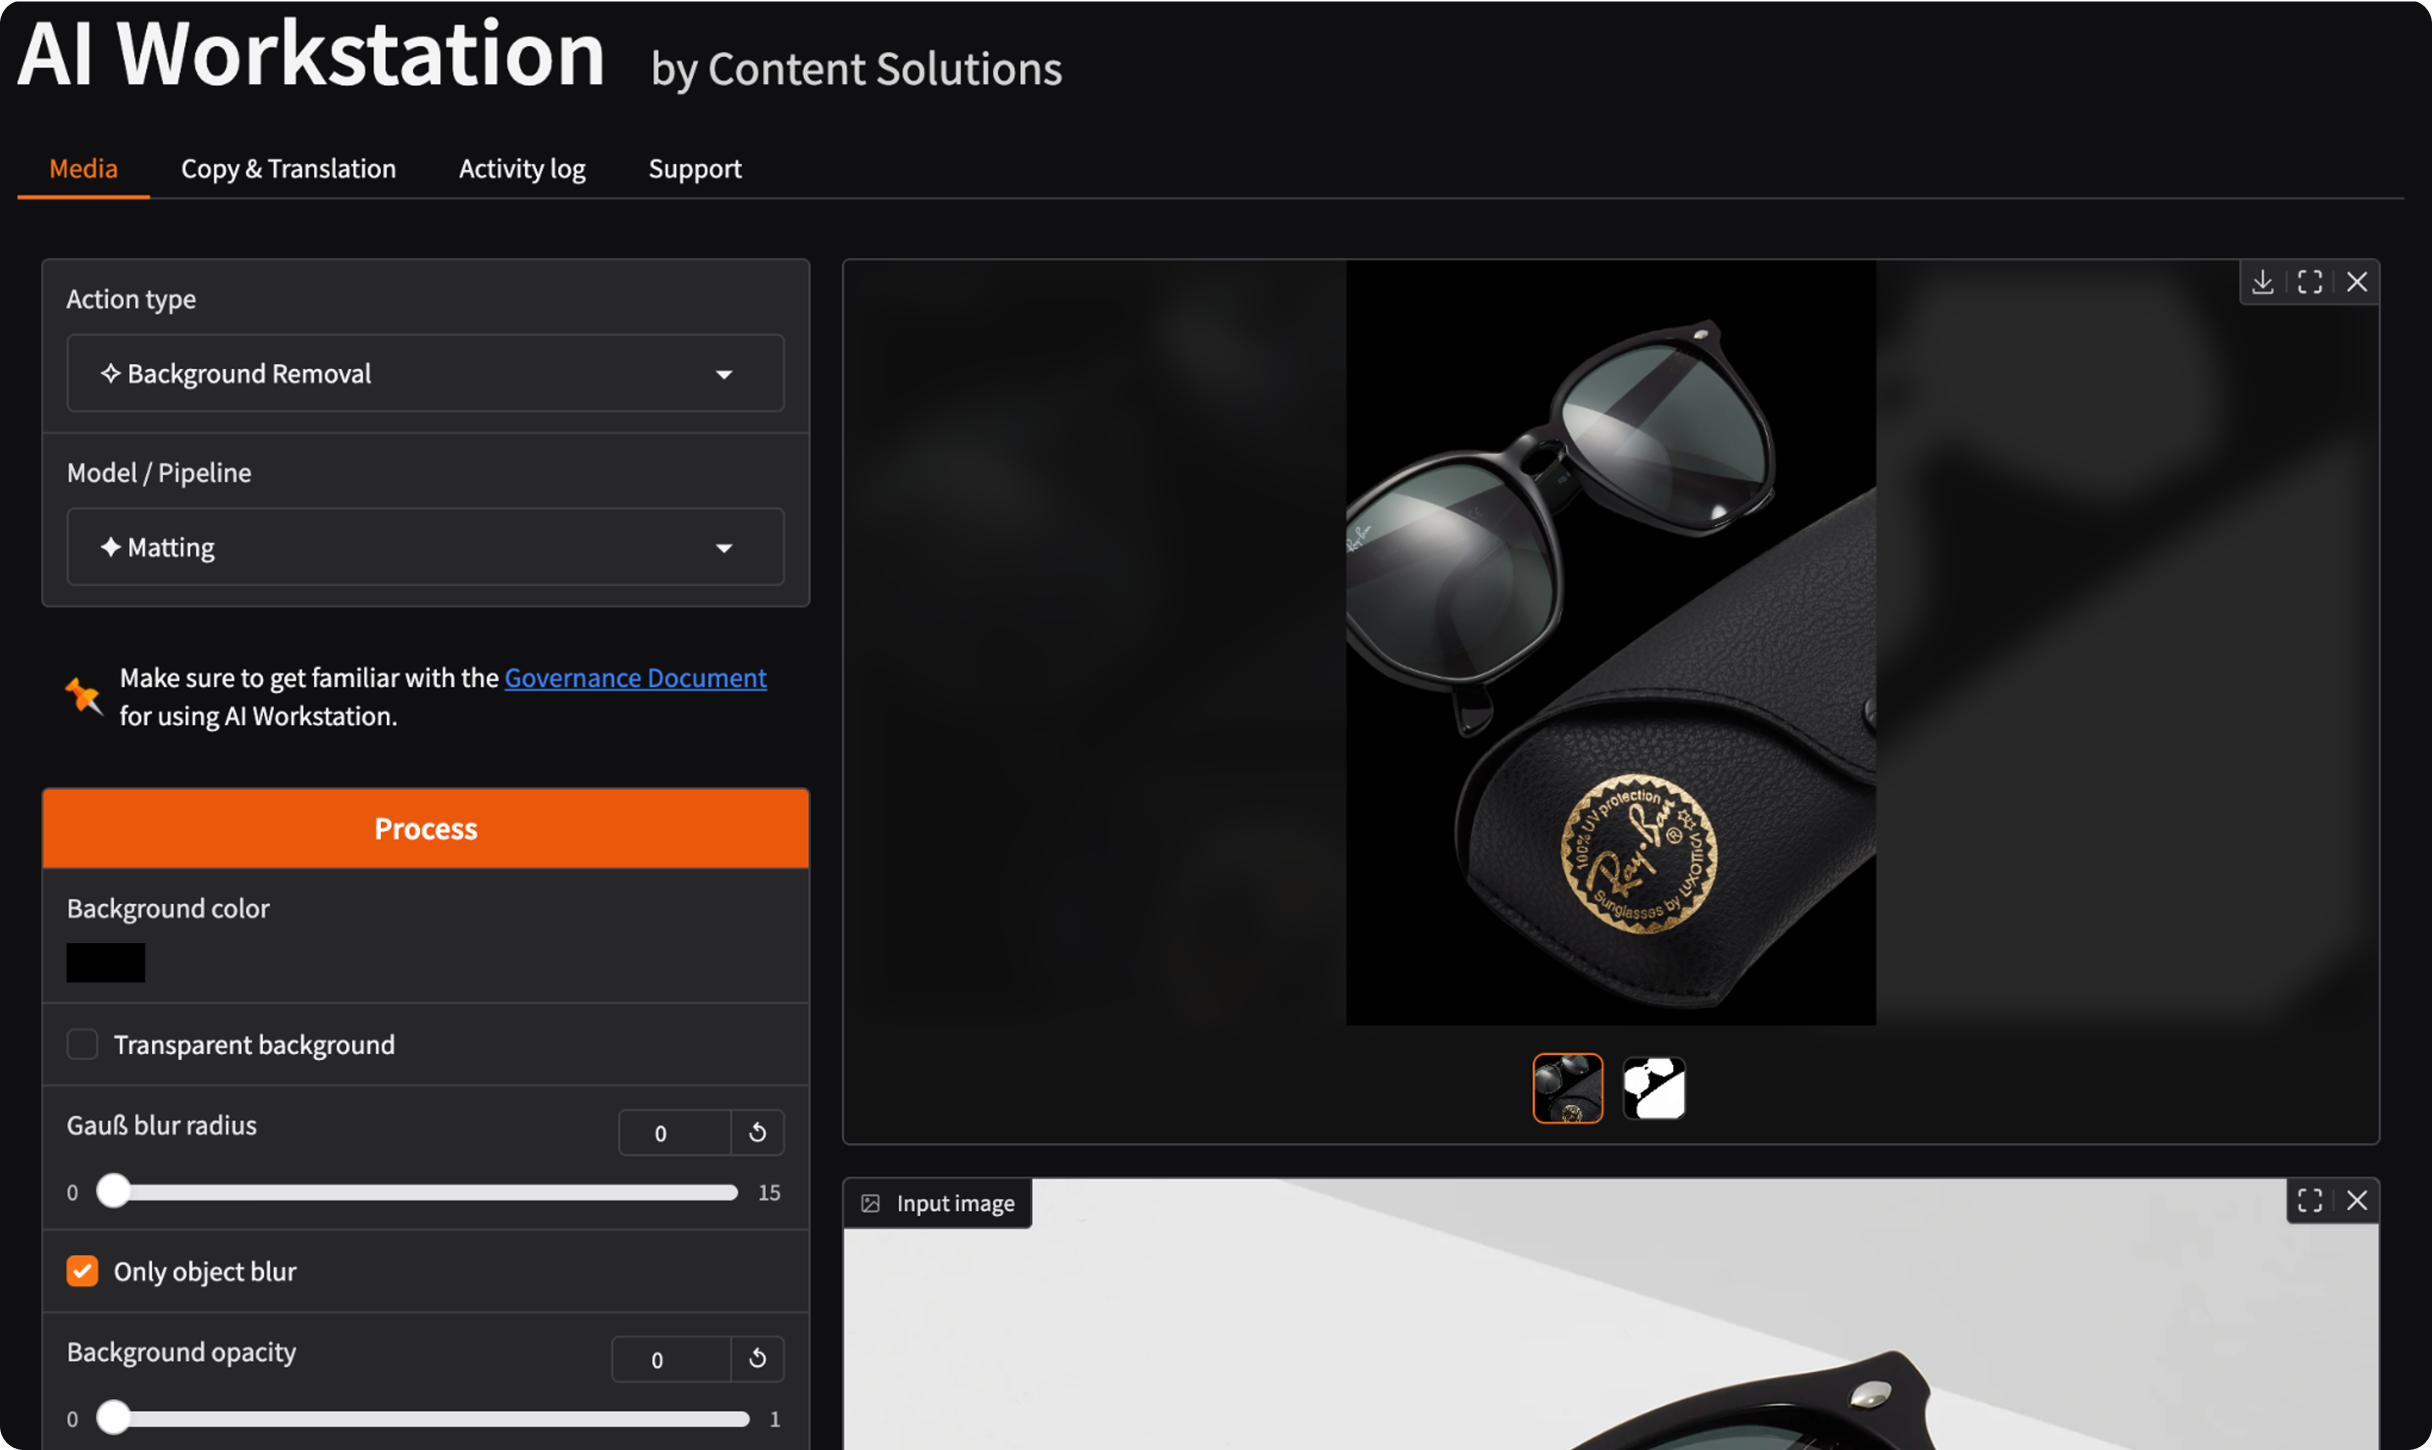 AI Workstation by Content Solutions
Media Copy & Translation Activity log Support
Action type
Background Removal
Model / Pipeline
Matting
Make sure to get familiar with the Governance Document
for using AI Workstation.
Process
Background color
Transparent background
Gauß blur radius
0
0 15
Only object blur
Background opacity
0
0 1
Ray-Ban
100% UV protection
Ray-Ban ®
Sunglasses by LUXOTTICA
Input image